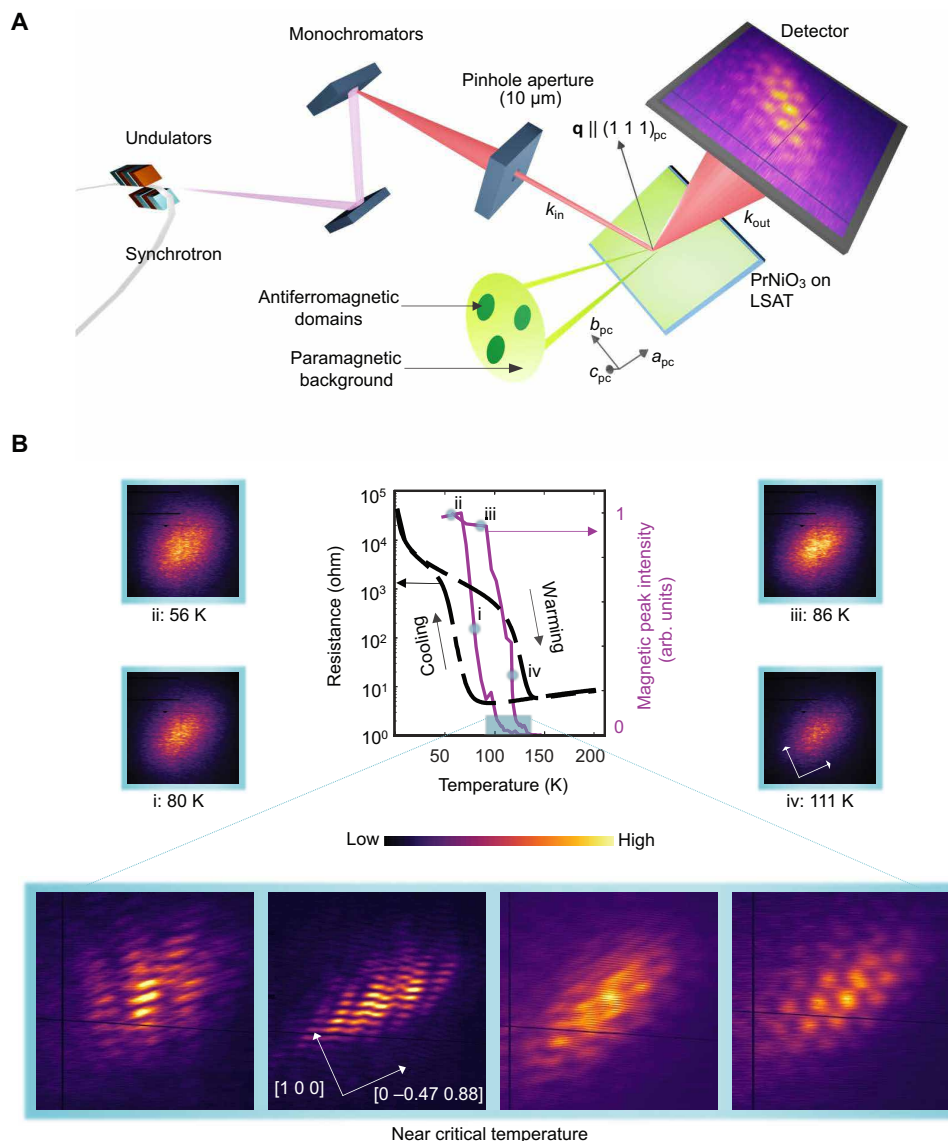 A
Monochromators
Detector
Pinhole aperture
(10 μm)
q || (1 1 1)pc
Undulators
kin
kout
Synchrotron
PrNiO3 on
LSAT
Antiferromagnetic
domains
bpc
apc
Paramagnetic
background
cpc
B
ii: 56 K
i: 80 K
Resistance (ohm)
10^5
10^4
10^3
10^2
10^1
10^0
ii
iii
i
iv
Cooling
Warming
1
0
Magnetic peak intensity
(arb. units)
50 100 150 200
Temperature (K)
iii: 86 K
iv: 111 K
Low
High
[1 0 0]
[0 –0.47 0.88]
Near critical temperature